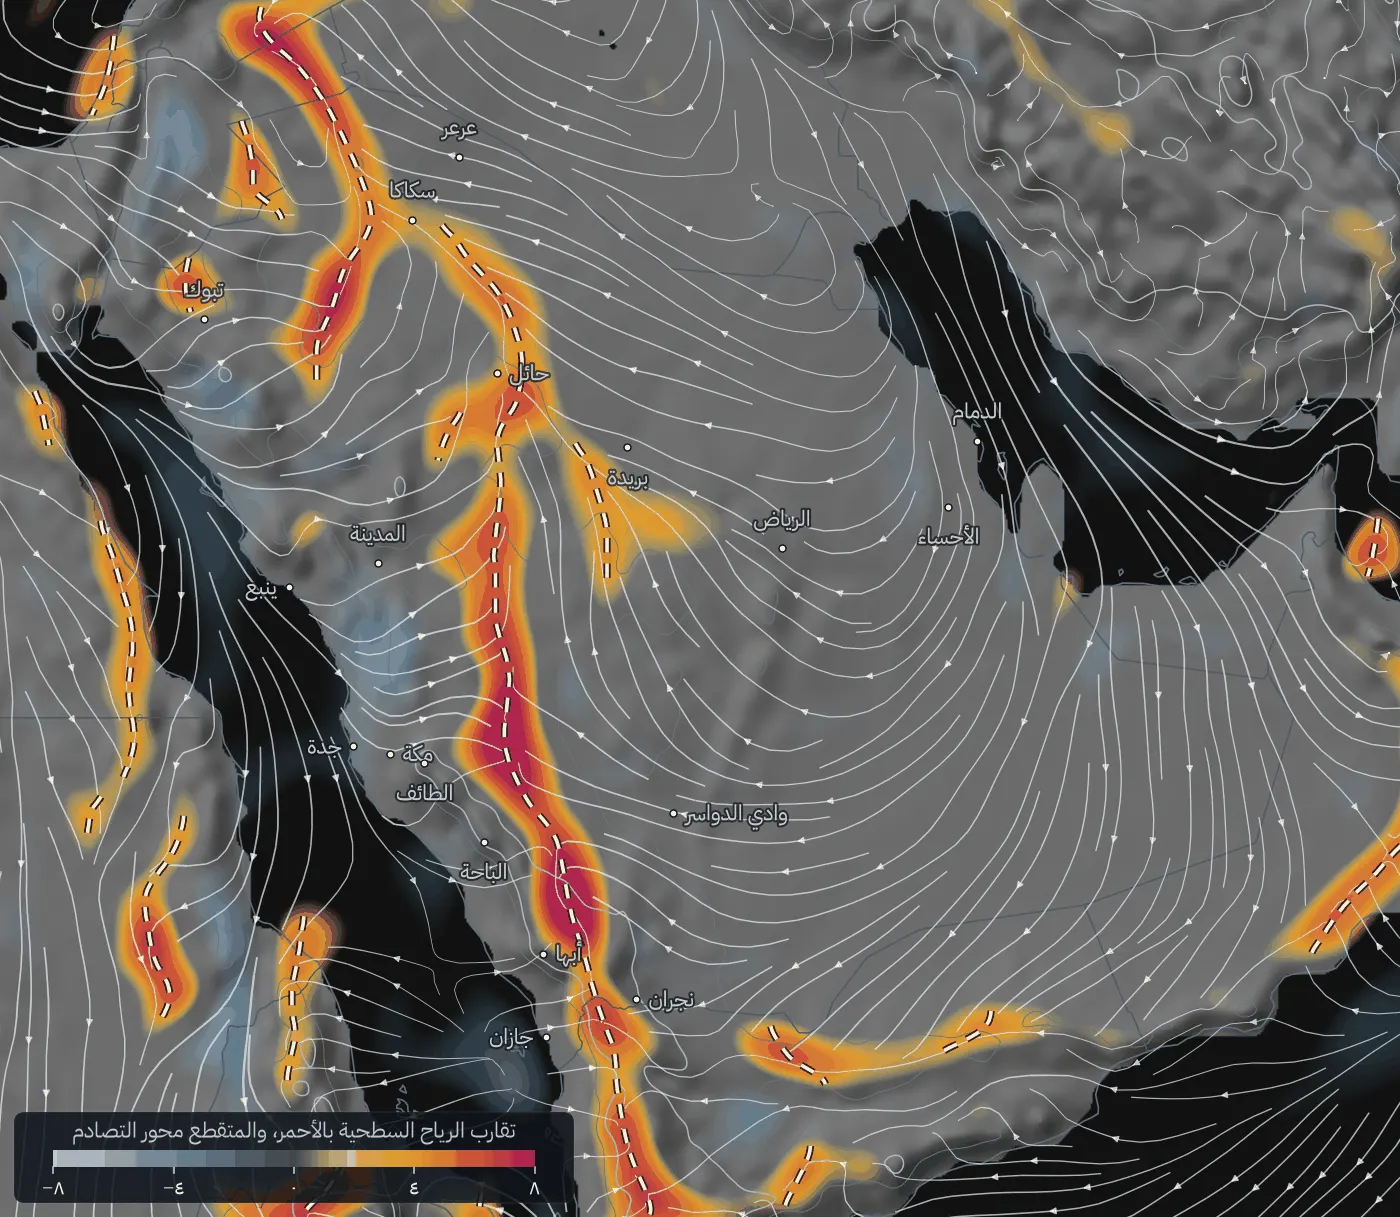 عرعر
سكاكا
تبوك
حائل
الدمام
بريدة
الرياض
المدينة
الأحساء
ينبع
جدة
مكة
الطائف
وادي الدواسر
الباحة
أبها
نجران
جازان
تقارب الرياح السطحية بالأحمر، والمتقطع محور التصادم
−٨ −٤ ٠ ٤ ٨